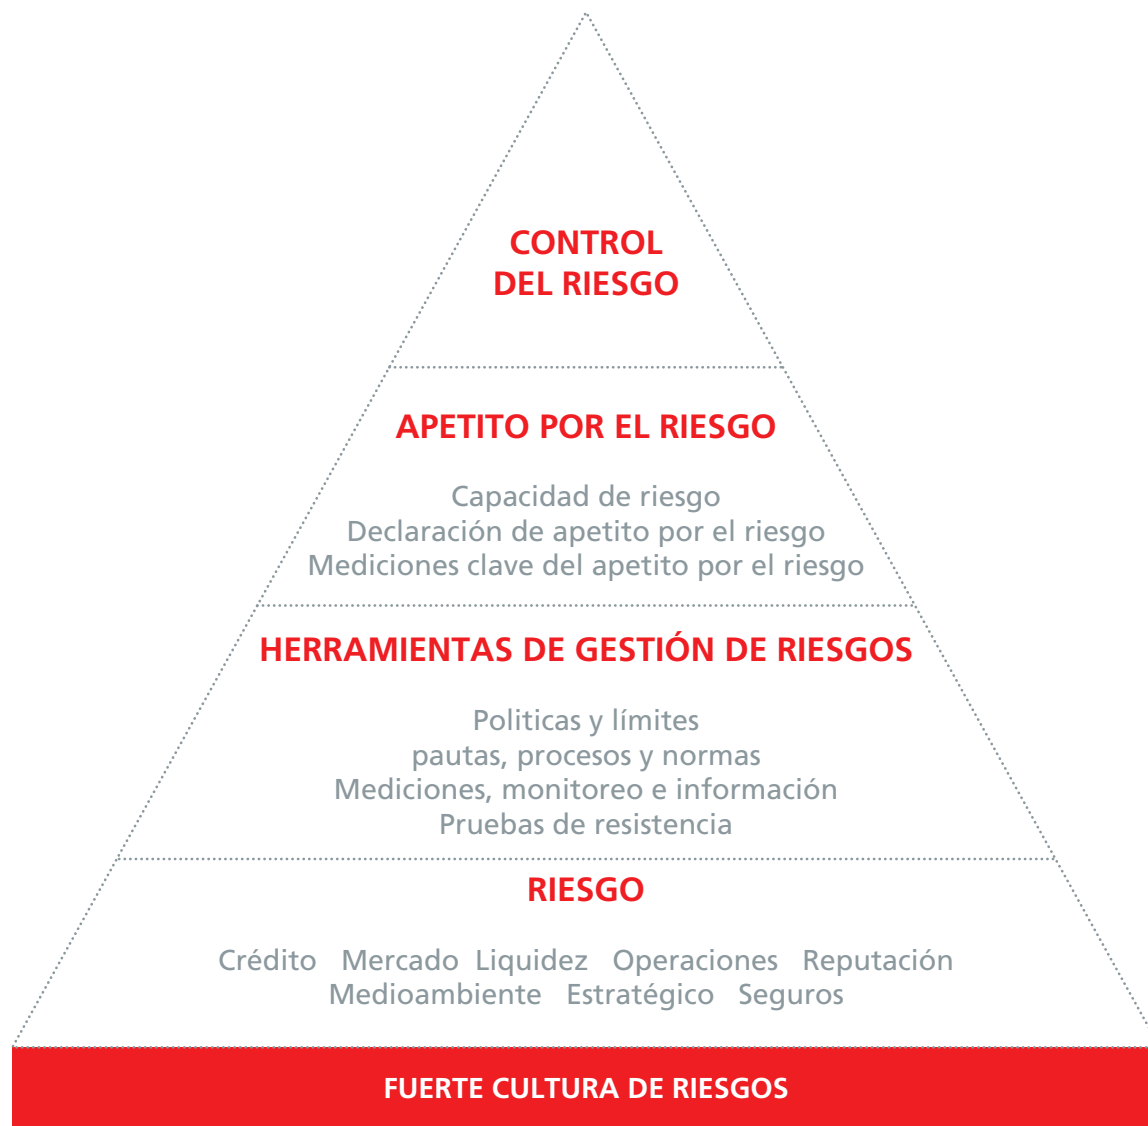 CONTROL
DEL RIESGO
APETITO POR EL RIESGO
Capacidad de riesgo
Declaración de apetito por el riesgo
Mediciones clave del apetito por el riesgo
HERRAMIENTAS DE GESTIÓN DE RIESGOS
Politicas y límites
pautas, procesos y normas
Mediciones, monitoreo e información
Pruebas de resistencia
RIESGO
Crédito Mercado Liquidez Operaciones Reputación
Medioambiente Estratégico Seguros
FUERTE CULTURA DE RIESGOS